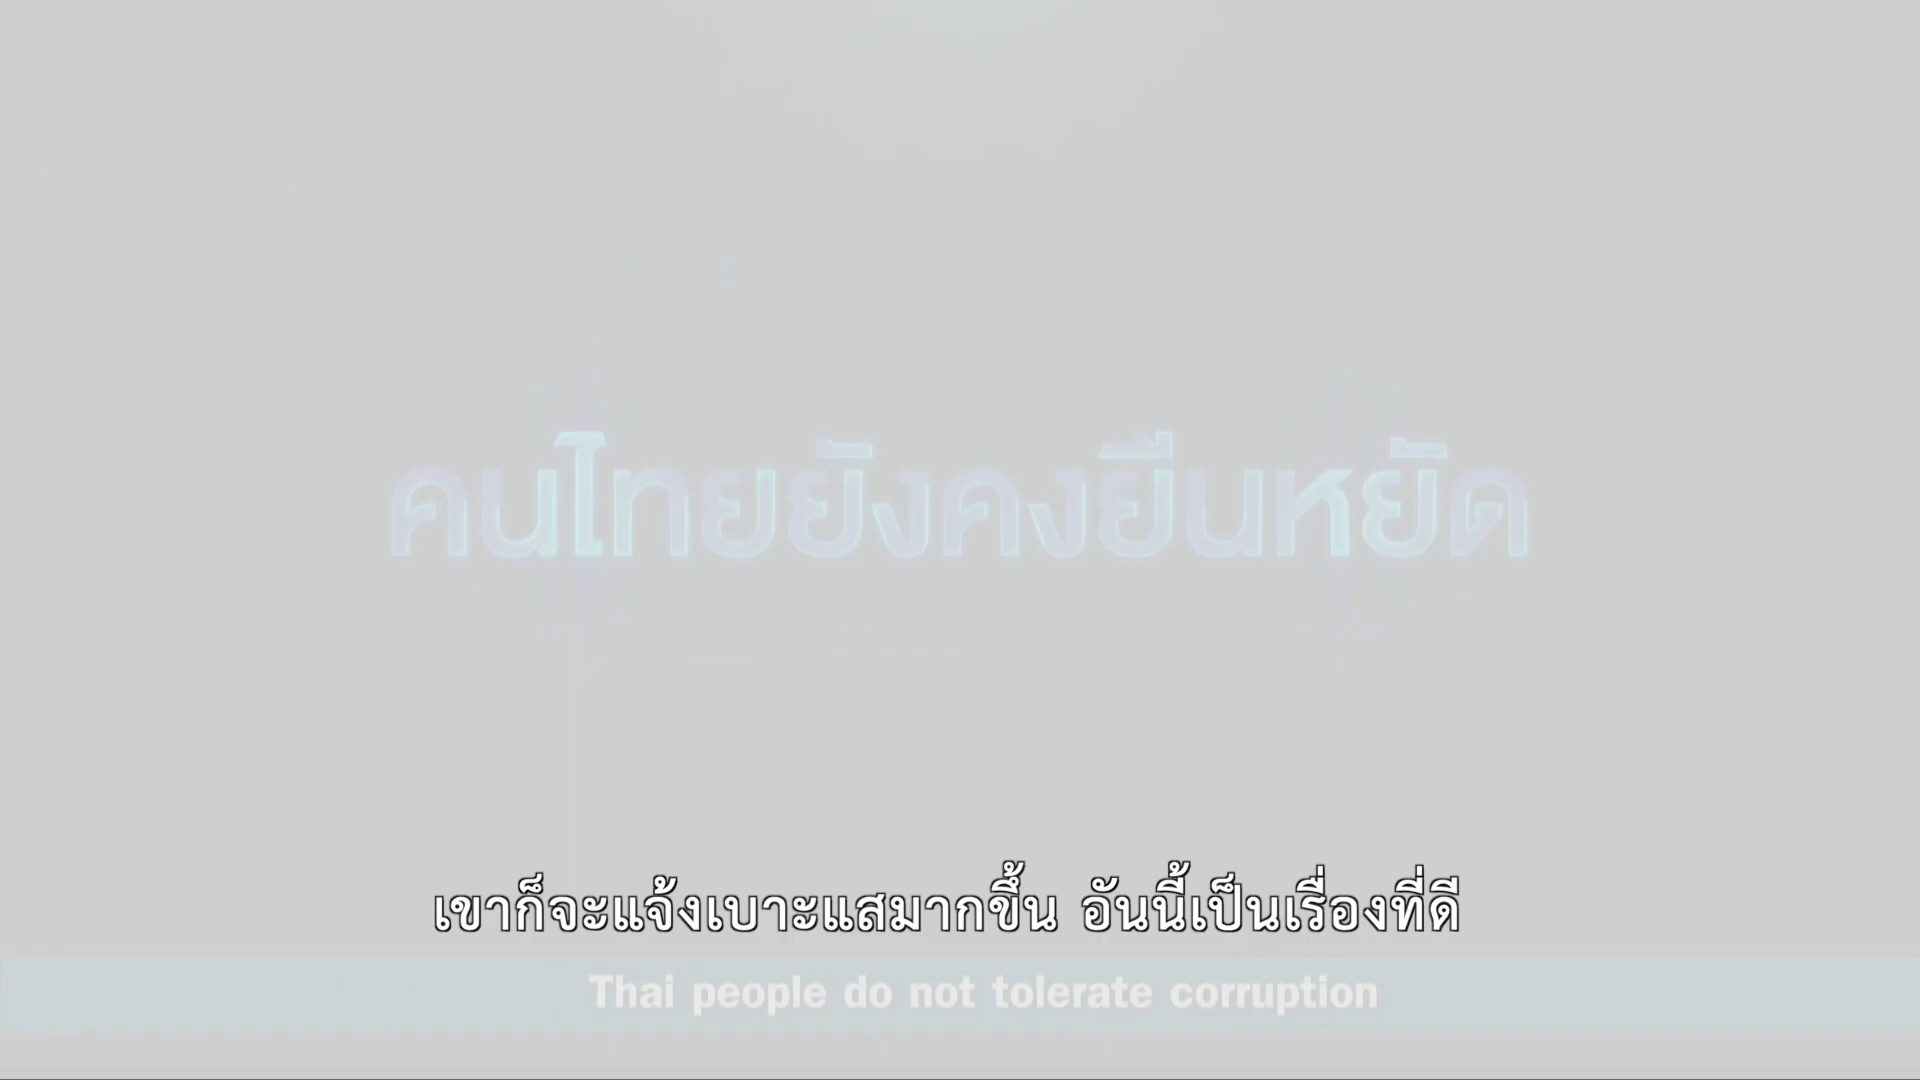 คนไทยยังคงยืนหยัด
เขาก็จะแจ้งเบาะแสมากขึ้น อันนี้เป็นเรื่องที่ดี
Thai people do not tolerate corruption